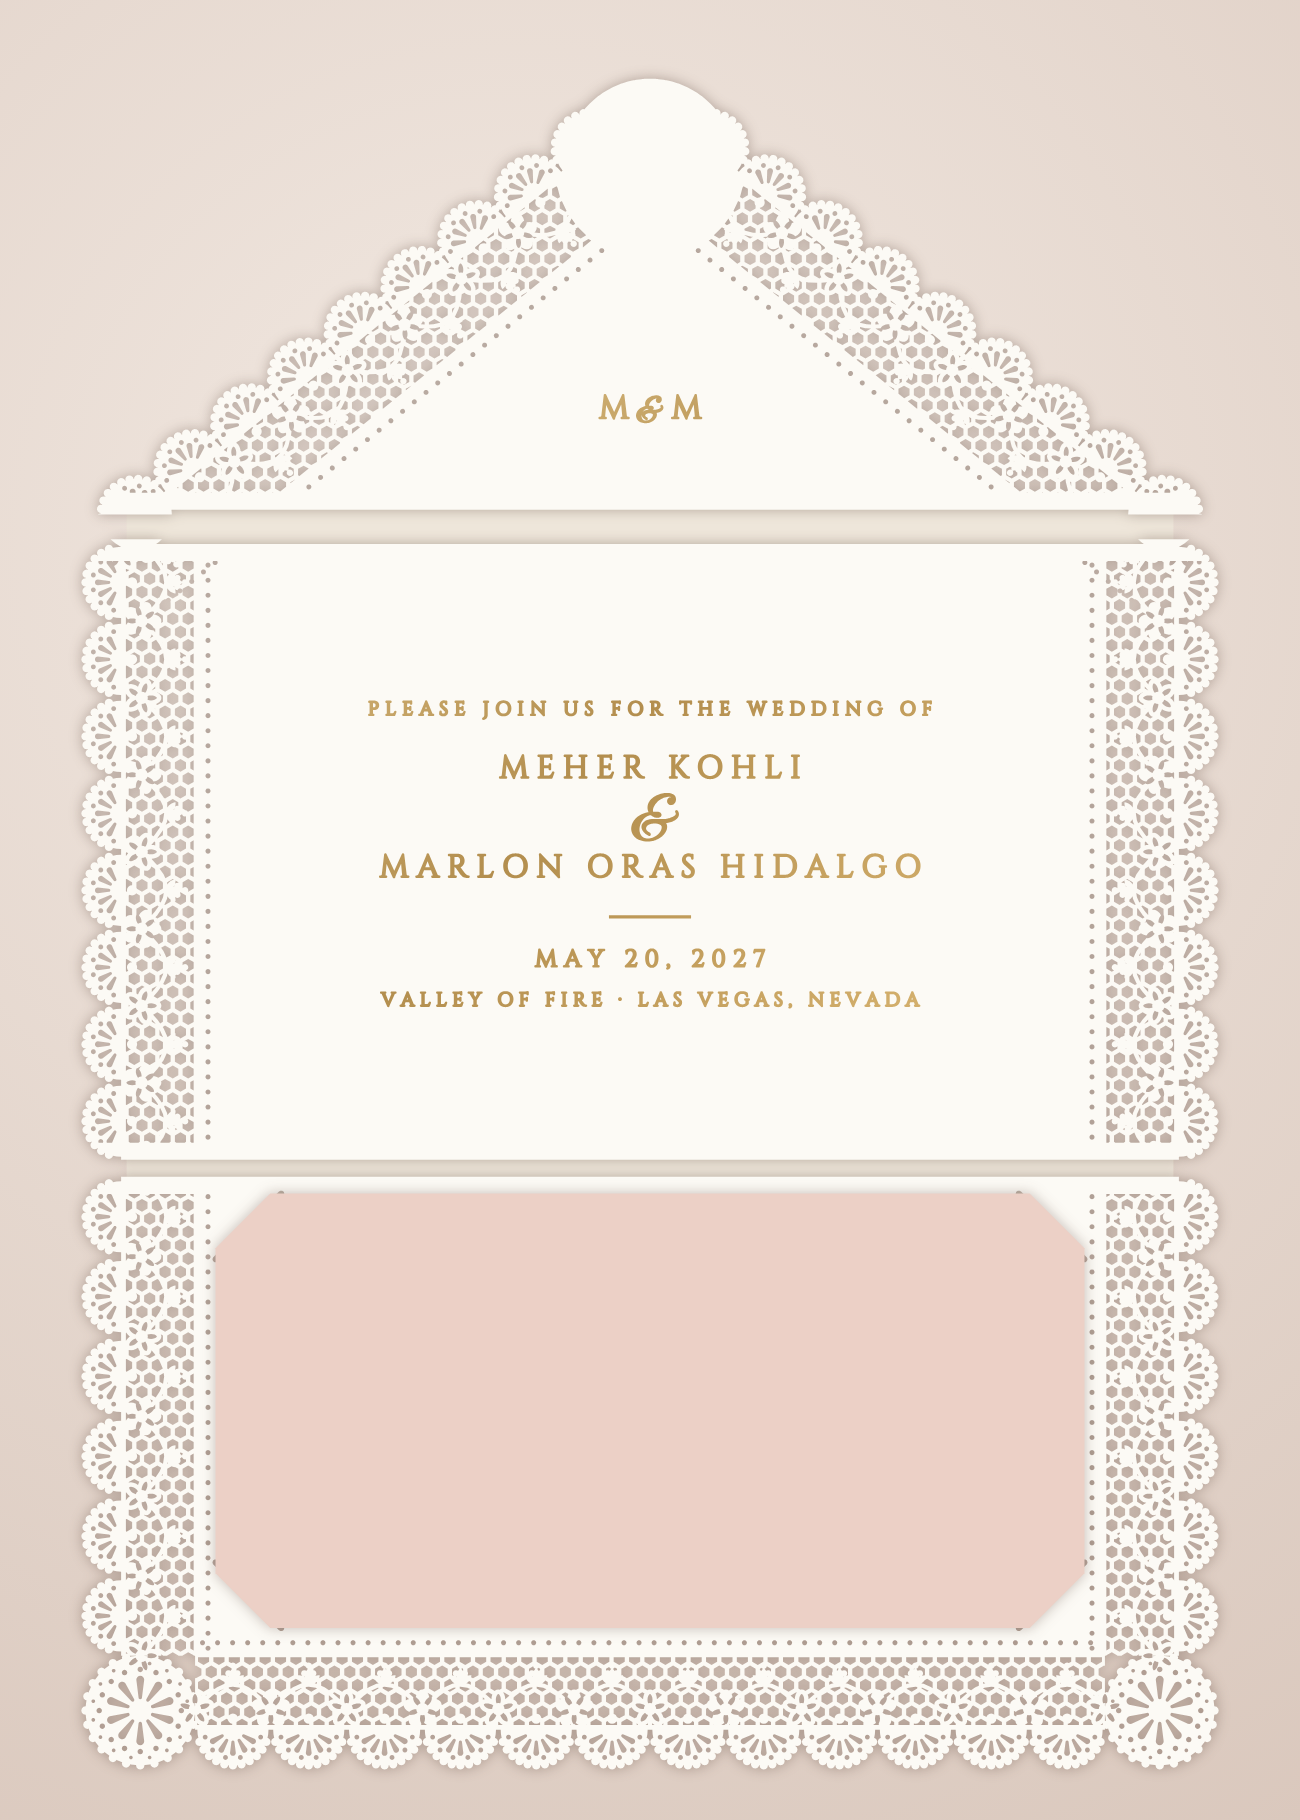 M & M
PLEASE JOIN US FOR THE WEDDING OF
MEHER KOHLI
&
MARLON ORAS HIDALGO
MAY 20, 2027
VALLEY OF FIRE · LAS VEGAS, NEVADA